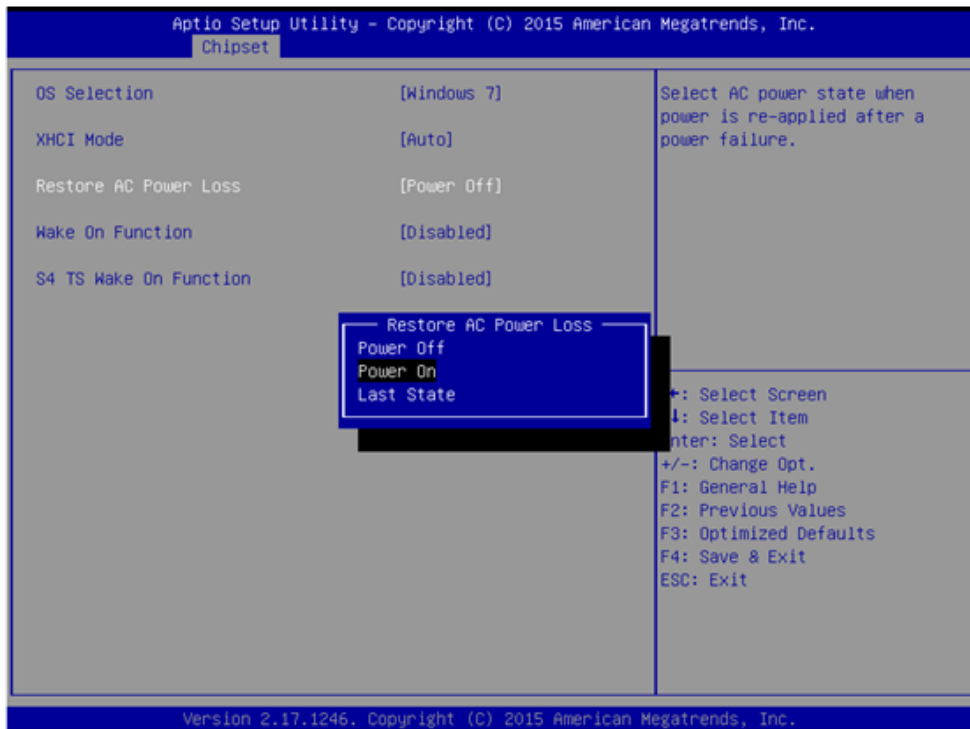 Aptio Setup Utility – Copyright (C) 2015 American Megatrends, Inc.
Chipset
OS Selection [Windows 7]
XHCI Mode [Auto]
Restore AC Power Loss [Power Off]
Wake On Function [Disabled]
S4 TS Wake On Function [Disabled]
Select AC power state when
power is re-applied after a
power failure.
Restore AC Power Loss
Power Off
Power On
Last State
: Select Screen
: Select Item
nter: Select
+/-: Change Opt.
F1: General Help
F2: Previous Values
F3: Optimized Defaults
F4: Save & Exit
ESC: Exit
Version 2.17.1246. Copyright (C) 2015 American Megatrends, Inc.